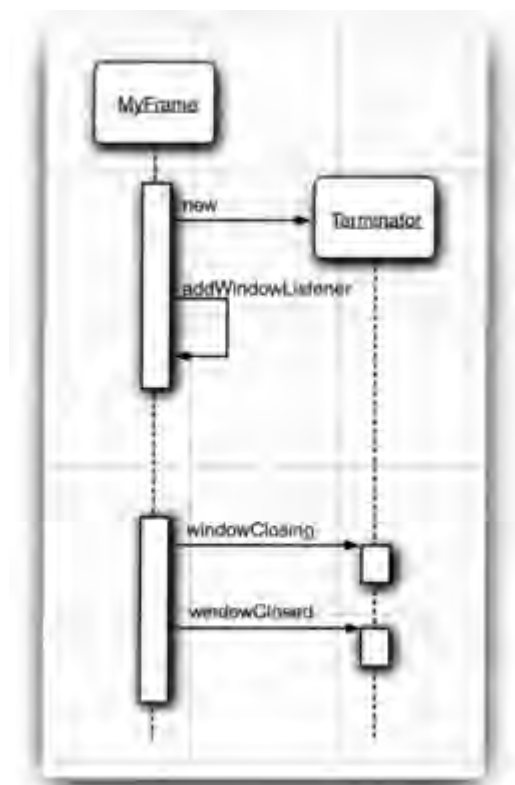 MyFrame
new
Terminator
addWindowListener
windowClosing
windowClosed